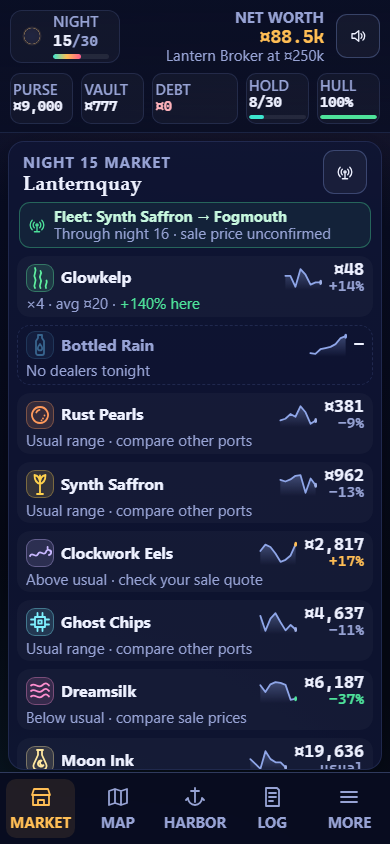 NIGHT
15/30
NET WORTH
¤88.5k
Lantern Broker at ¤250k
PURSE
¤9,000
VAULT
¤777
DEBT
¤0
HOLD
8/30
HULL
100%
NIGHT 15 MARKET
Lanternquay
Fleet: Synth Saffron → Fogmouth
Through night 16 · sale price unconfirmed
Glowkelp
¤48
+14%
×4 · avg ¤20 · +140% here
Bottled Rain
–
No dealers tonight
Rust Pearls
¤381
−9%
Usual range · compare other ports
Synth Saffron
¤962
−13%
Usual range · compare other ports
Clockwork Eels
¤2,817
+17%
Above usual · check your sale quote
Ghost Chips
¤4,637
−11%
Usual range · compare other ports
Dreamsilk
¤6,187
−37%
Below usual · compare sale prices
Moon Ink
¤19,636
usual
MARKET
MAP
HARBOR
LOG
MORE